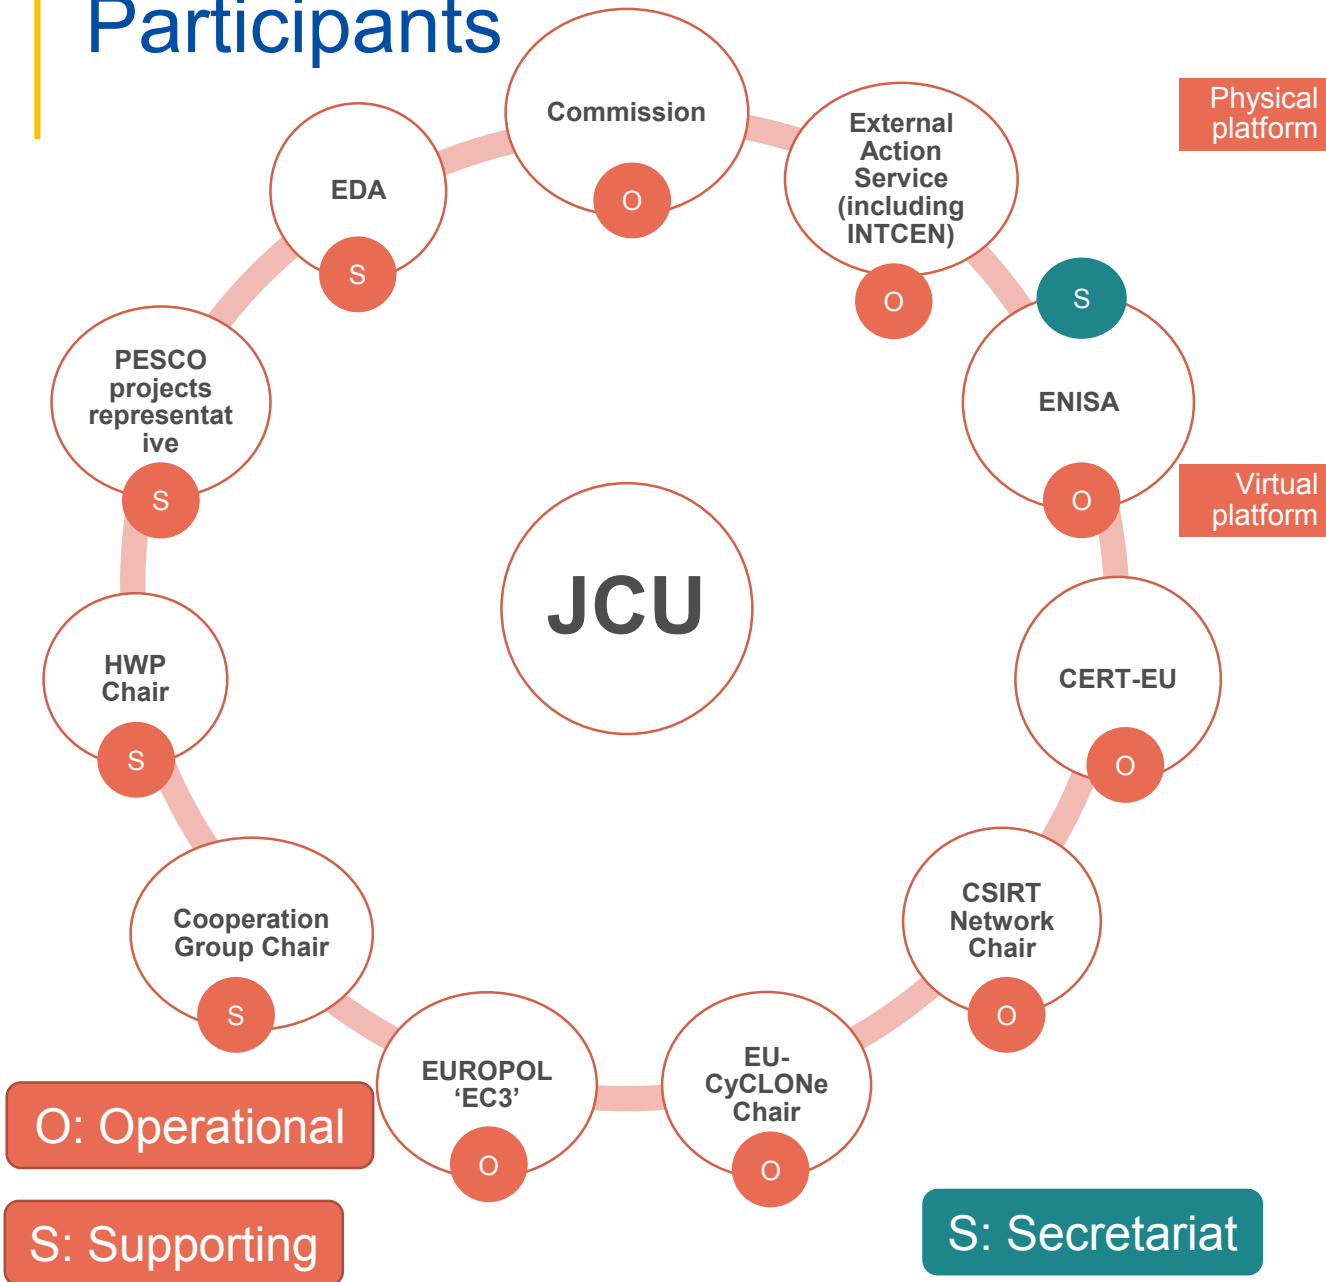 Participants
Commission
O
External
Action
Service
(including
INTCEN)
O
Physical
platform
EDA
S
S
ENISA
O
PESCO
projects
representat
ive
S
Virtual
platform
JCU
HWP
Chair
S
CERT-EU
O
Cooperation
Group Chair
S
CSIRT
Network
Chair
O
EUROPOL
‘EC3’
O
EU-
CyCLONe
Chair
O
O: Operational
S: Supporting
S: Secretariat